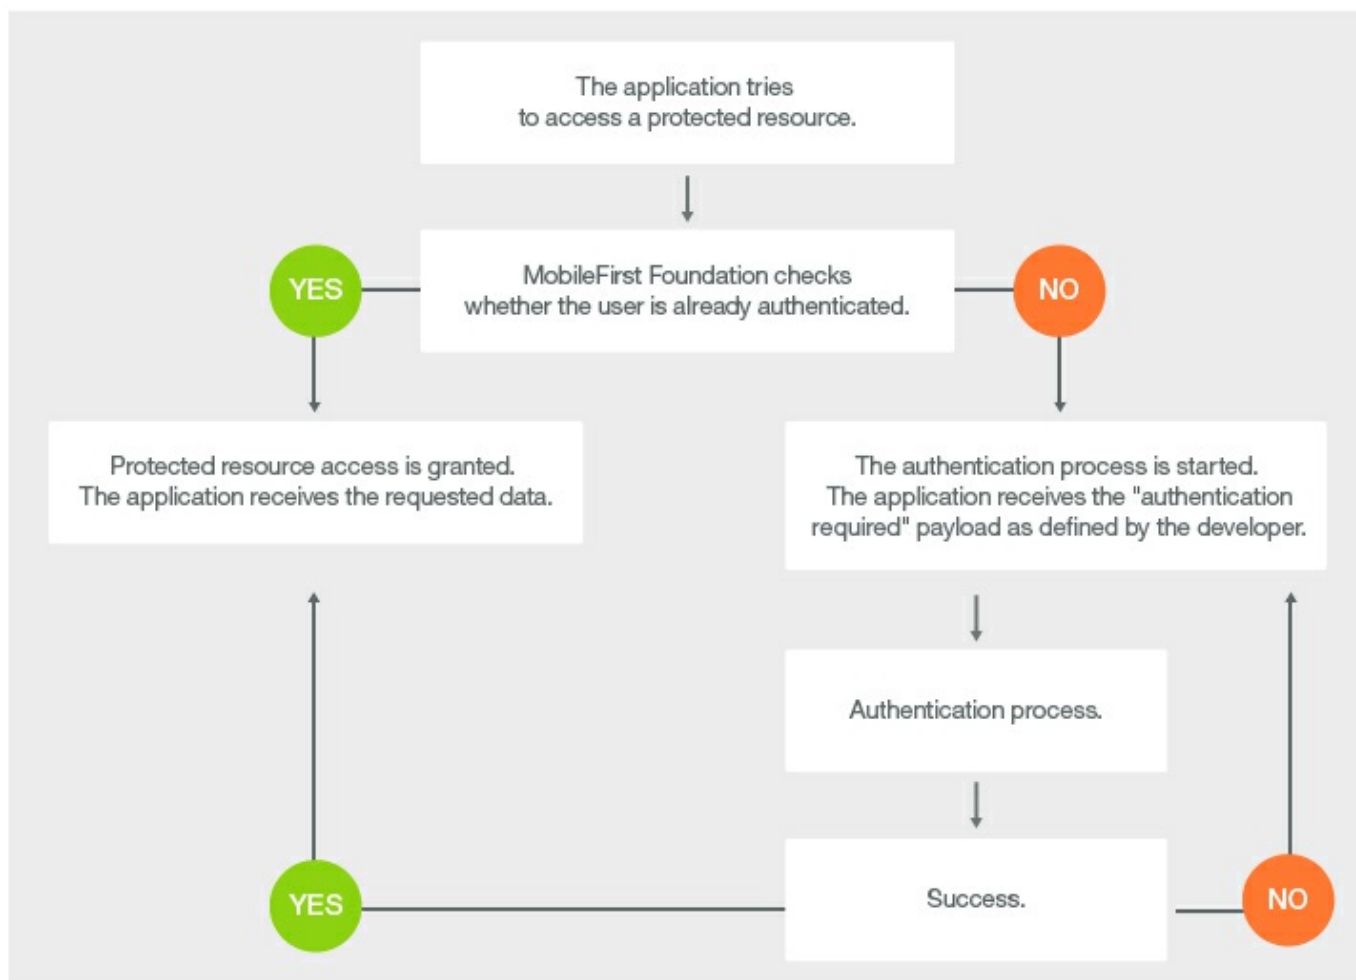 The application tries
to access a protected resource.
YES
MobileFirst Foundation checks
whether the user is already authenticated.
NO
Protected resource access is granted.
The application receives the requested data.
The authentication process is started.
The application receives the "authentication
required" payload as defined by the developer.
Authentication process.
YES
Success.
NO